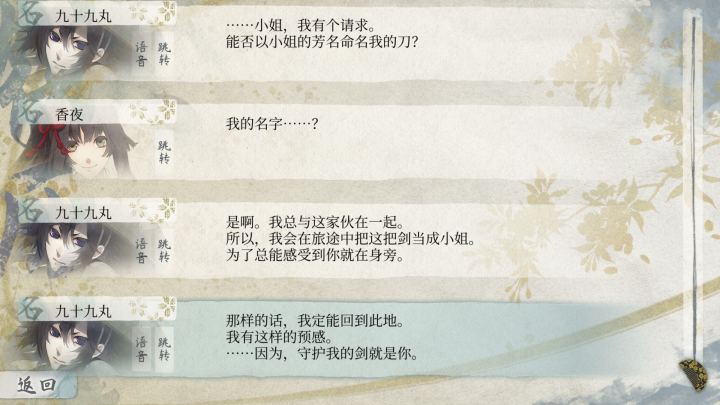 名 九十九丸
……小姐，我有个请求。
能否以小姐的芳名命名我的刀？
语音 跳转
名 香夜
我的名字……？
跳转
名 九十九丸
是啊。我总与这家伙在一起。
所以，我会在旅途中把这把剑当成小姐。
为了总能感受到你就在身旁。
语音 跳转
名 九十九丸
那样的话，我定能回到此地。
我有这样的预感。
……因为，守护我的剑就是你。
语音 跳转
返回